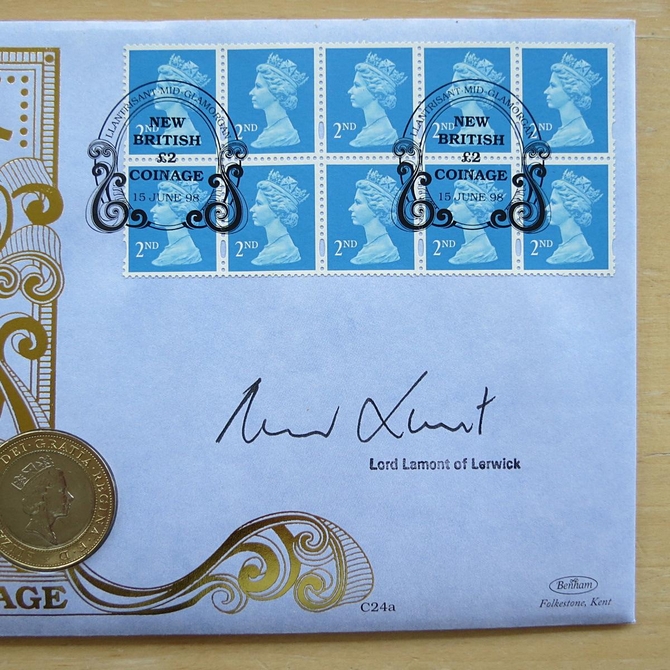 2ND 2ND 2ND 2ND 2ND
LLANTRISANT MID-GLAMORGAN
NEW
BRITISH
£2
COINAGE
15 JUNE 98
LLANTRISANT MID-GLAMORGAN
NEW
BRITISH
£2
COINAGE
15 JUNE 98
2ND 2ND 2ND 2ND 2ND
Lord Lamont of Lerwick
DEI·GRATIA·REGINA·F·D
AGE
C24a
Benham
Folkestone, Kent